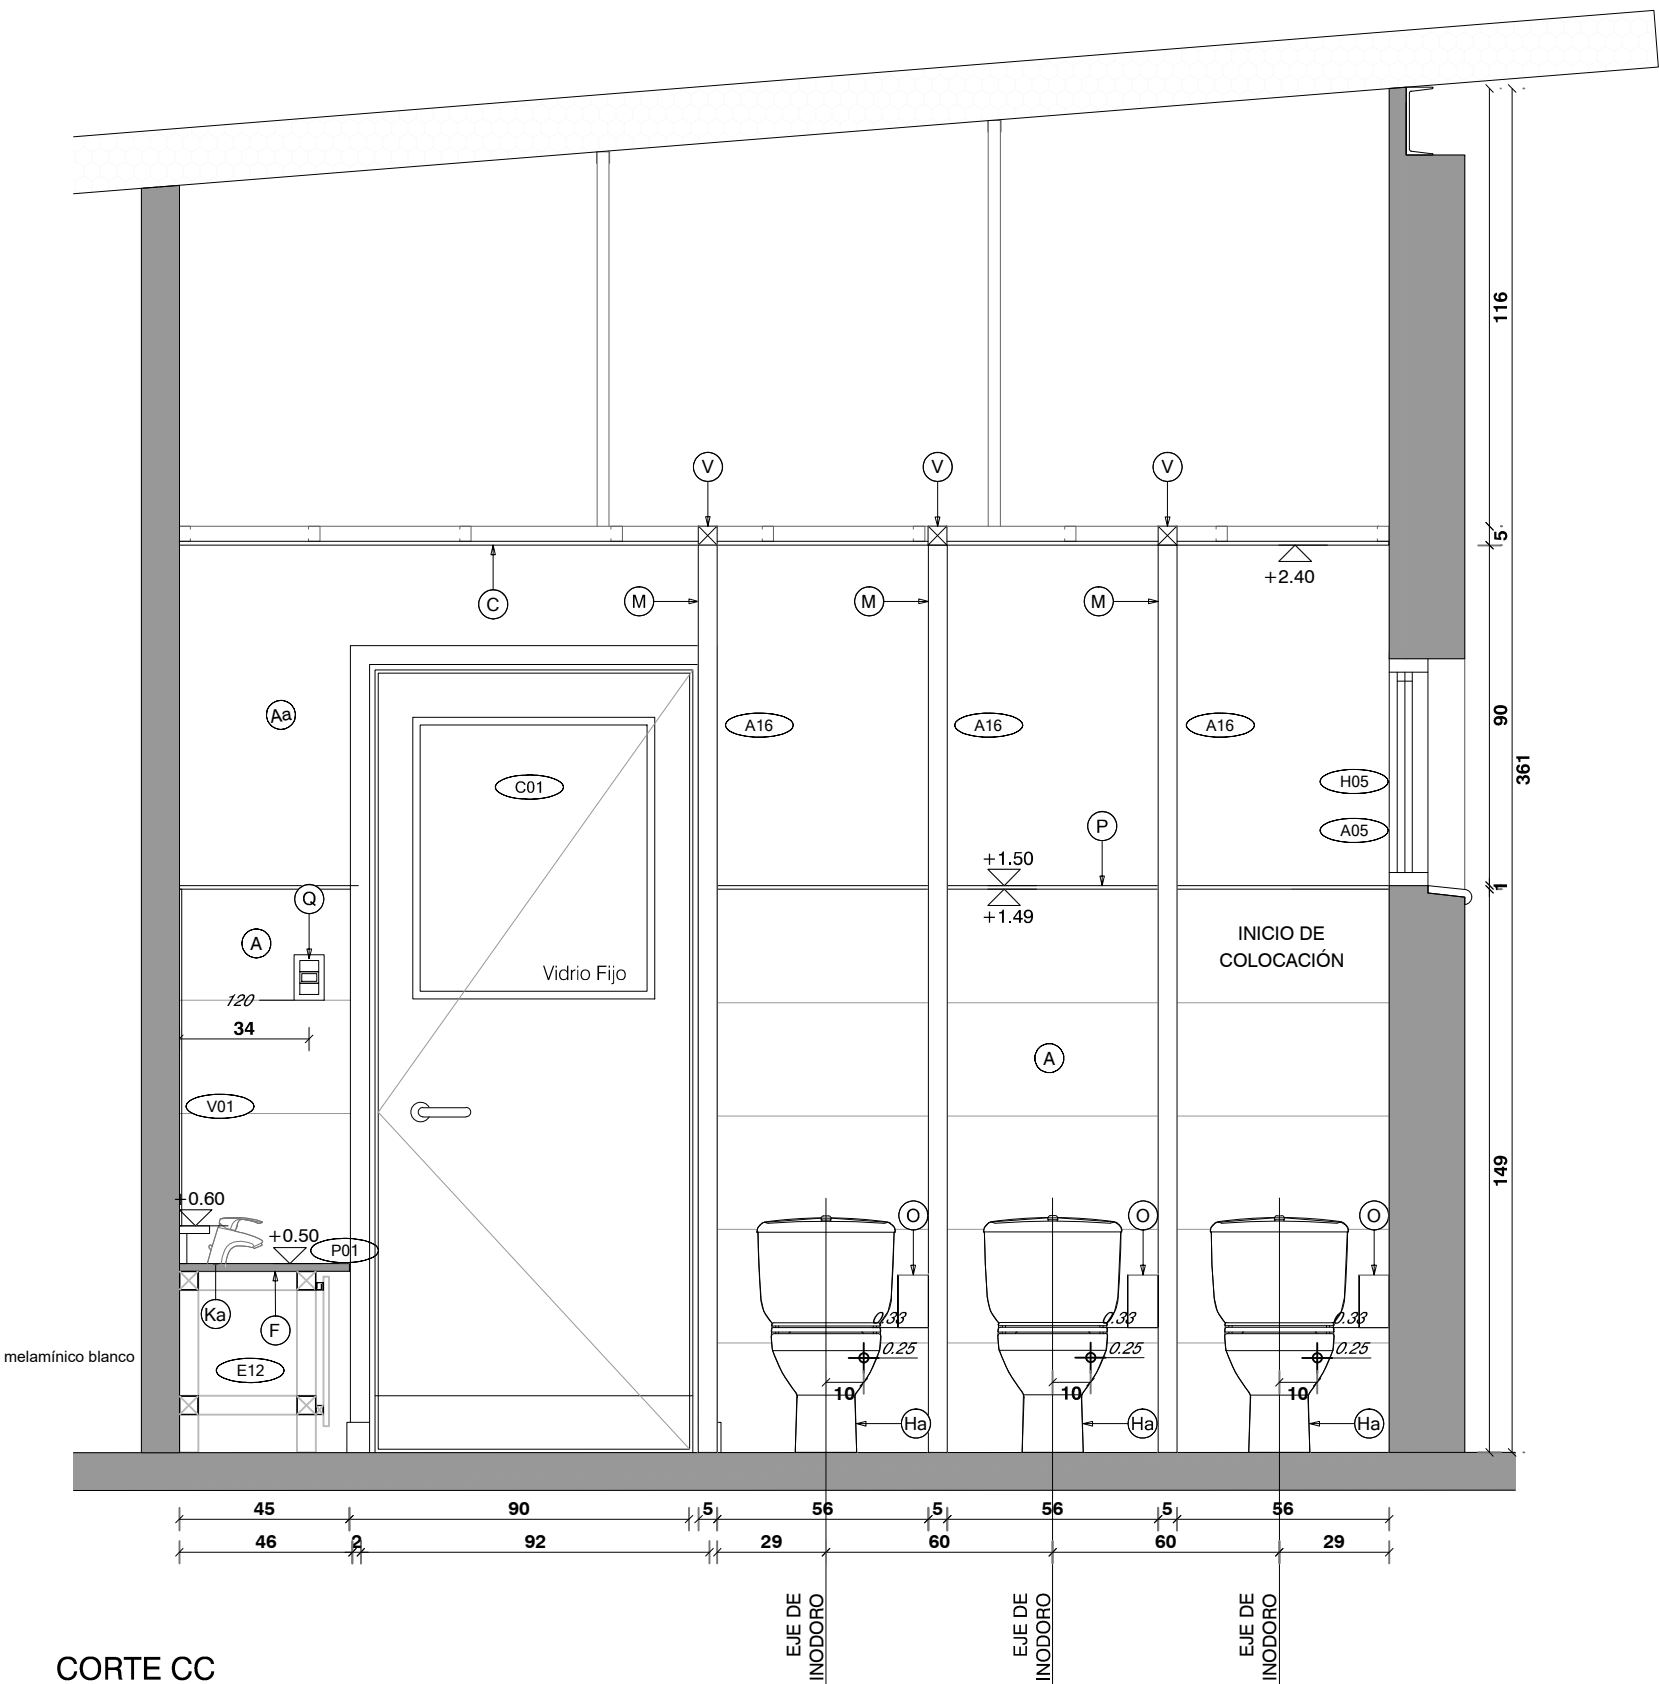 116
V
V
V
5
+2.40
C
M
M
M
Aa
A16
A16
A16
90
361
C01
H05
A05
P
+1.50
1
+1.49
Q
A
INICIO DE
COLOCACIÓN
Vidrio Fijo
120
34
A
V01
149
+0.60
+0.50
P01
O
O
O
Ka
F
0.33
0.33
0.33
0.25
0.25
0.25
melamínico blanco
E12
10
10
10
Ha
Ha
Ha
45
90
5
56
5
56
5
56
46
2
92
29
60
60
29
EJE DE
INODORO
EJE DE
INODORO
EJE DE
INODORO
CORTE CC